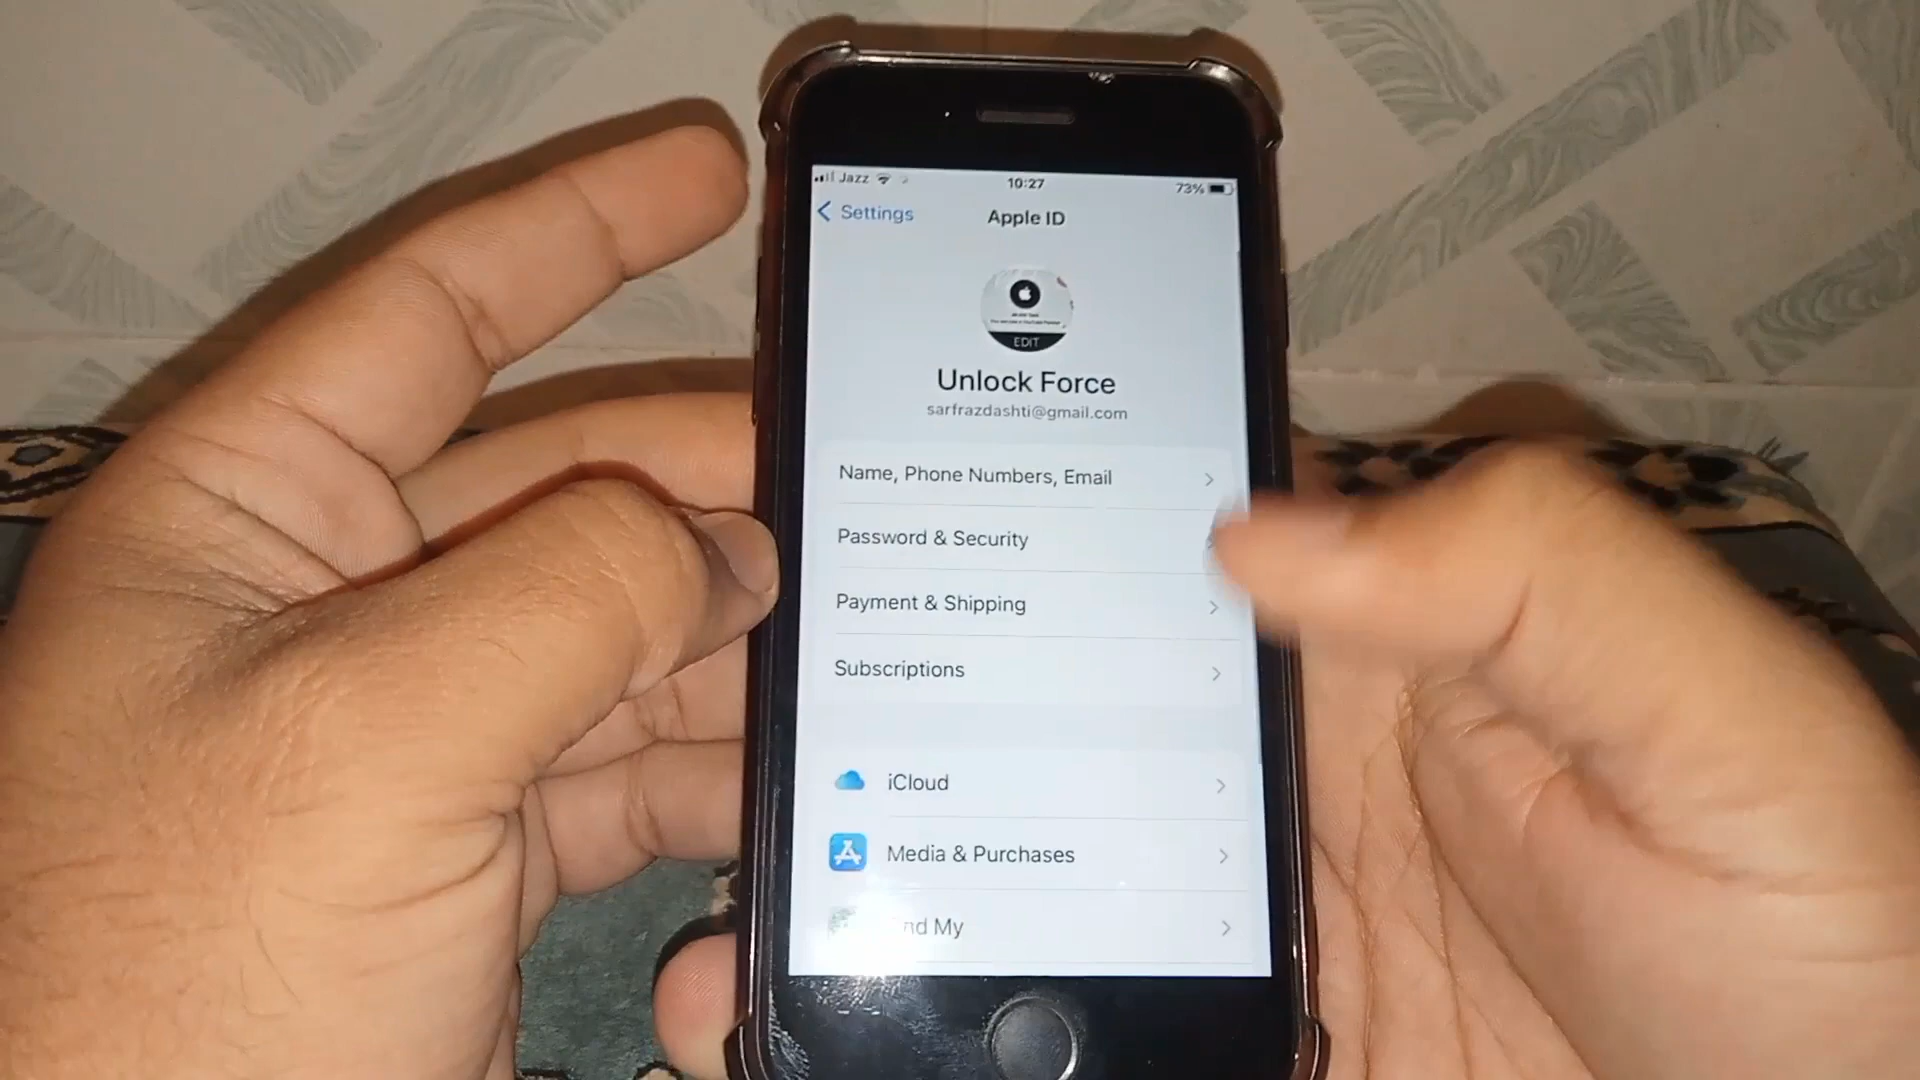 Jazz
10:27
73%
Settings
Apple ID
EDIT
Unlock Force
sarfrazdashti@gmail.com
Name, Phone Numbers, Email
Password & Security
Payment & Shipping
Subscriptions
iCloud
Media & Purchases
My